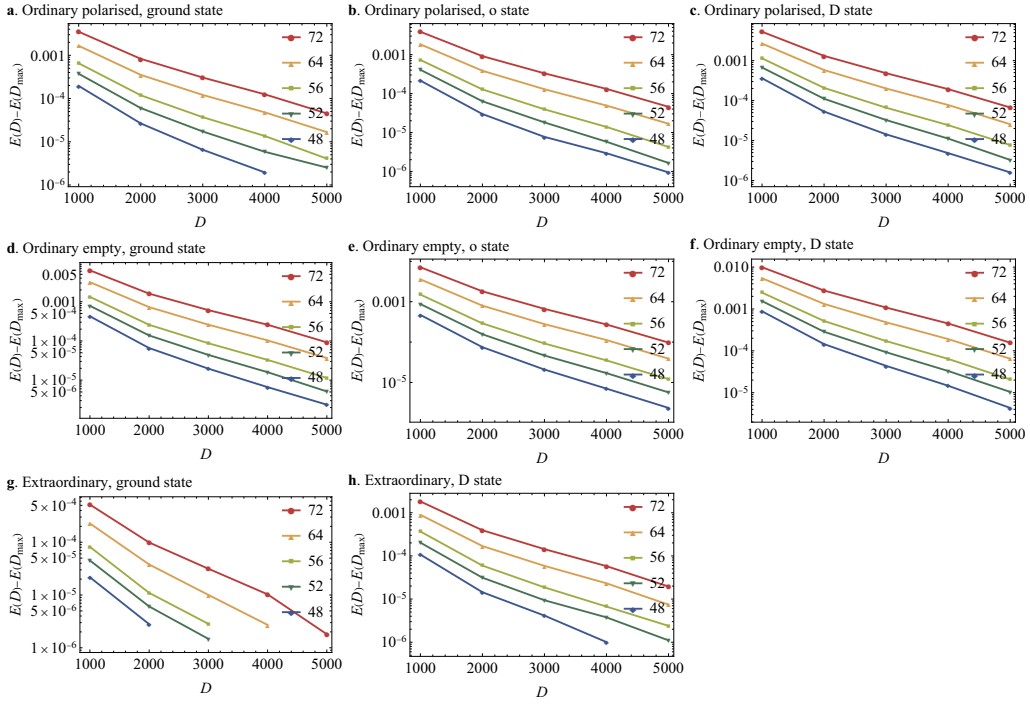 a. Ordinary polarised, ground state
E(D)-E(D_max)
0.001
10^-4
10^-5
10^-6
1000 2000 3000 4000 5000
D
72
64
56
52
48
b. Ordinary polarised, o state
E(D)-E(D_max)
0.001
10^-4
10^-5
10^-6
1000 2000 3000 4000 5000
D
72
64
56
52
48
c. Ordinary polarised, D state
E(D)-E(D_max)
0.001
10^-4
10^-5
10^-6
1000 2000 3000 4000 5000
D
72
64
56
52
48
d. Ordinary empty, ground state
E(D)-E(D_max)
0.005
0.001
5 × 10^-4
1 × 10^-4
5 × 10^-5
1 × 10^-5
5 × 10^-6
1000 2000 3000 4000 5000
D
72
64
56
52
48
e. Ordinary empty, o state
E(D)-E(D_max)
0.001
10^-5
1000 2000 3000 4000 5000
D
72
64
56
52
48
f. Ordinary empty, D state
E(D)-E(D_max)
0.010
0.001
10^-4
10^-5
1000 2000 3000 4000 5000
D
72
64
56
52
48
g. Extraordinary, ground state
E(D)-E(D_max)
5 × 10^-4
1 × 10^-4
5 × 10^-5
1 × 10^-5
5 × 10^-6
1 × 10^-6
1000 2000 3000 4000 5000
D
72
64
56
52
48
h. Extraordinary, D state
E(D)-E(D_max)
0.001
10^-4
10^-5
10^-6
1000 2000 3000 4000 5000
D
72
64
56
52
48